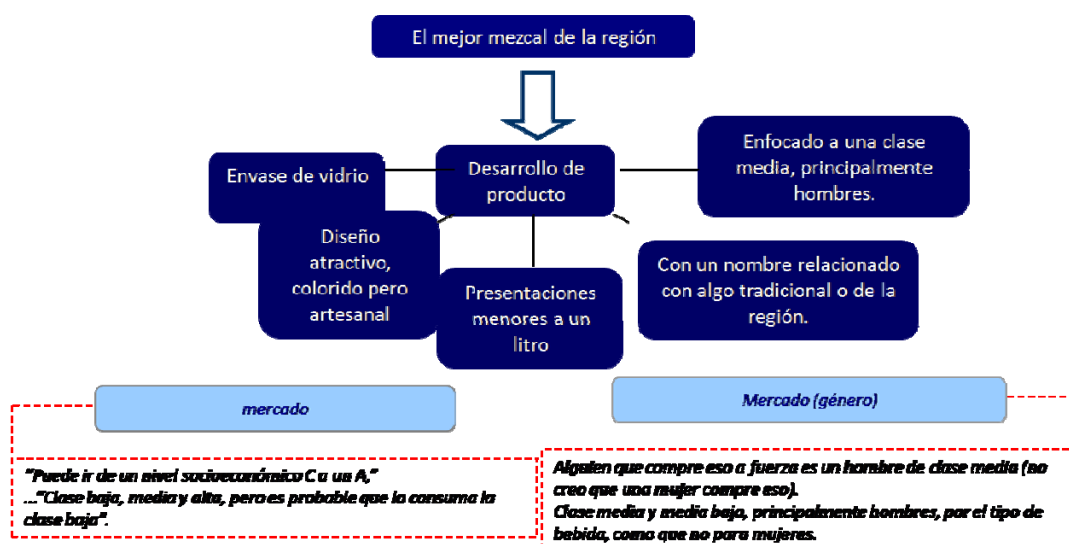 El mejor mezcal de la región
Envase de vidrio
Desarrollo de
producto
Enfocado a una clase
media, principalmente
hombres.
Diseño
atractivo,
colorido pero
artesanal
Presentaciones
menores a un
litro
Con un nombre relacionado
con algo tradicional o de la
región.
mercado
Mercado (género)
"Puede ir de un nivel socioeconómico C a un A,"
..."Clase baja, media y alta, pero es probable que la consuma la
clase baja".
Alguien que compre eso a fuerza es un hombre de clase media (no
creo que una mujer compre eso).
Clase media y media baja, principalmente hombres, por el tipo de
bebida, como que no para mujeres.